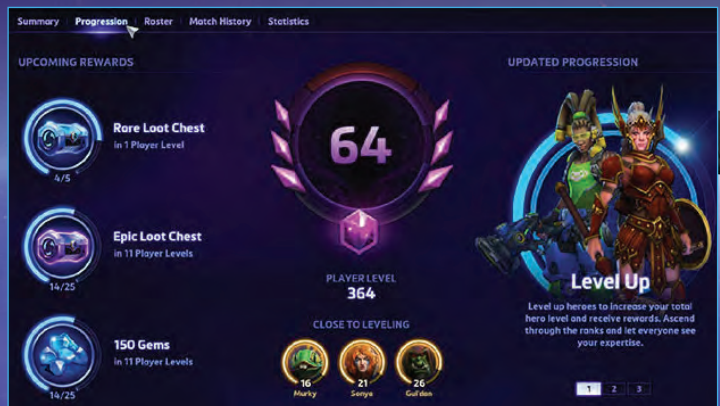 Summary Progression Roster Match History Statistics
UPCOMING REWARDS
Rare Loot Chest
in 1 Player Level
4/5
Epic Loot Chest
in 11 Player Levels
14/25
150 Gems
in 11 Player Levels
14/25
64
PLAYER LEVEL
364
CLOSE TO LEVELING
16 21 26
Murky Sonya Gul'dan
UPDATED PROGRESSION
Level Up
Level up heroes to increase your total
hero level and receive rewards. Ascend
through the ranks and let everyone see
your expertise.
1 2 3